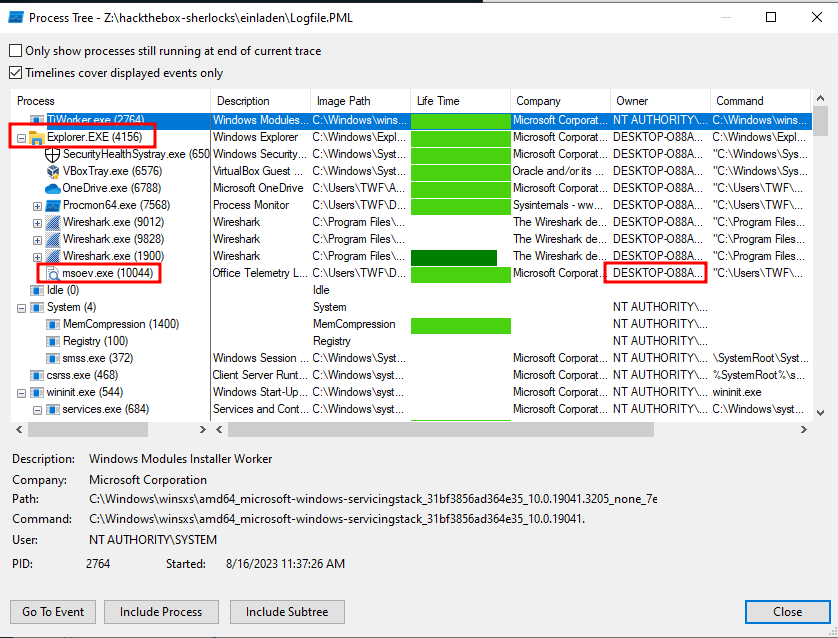 Process Tree - Z:\hackthebox-sherlocks\einladen\Logfile.PML
Only show processes still running at end of current trace
Timelines cover displayed events only
Process Description Image Path Life Time Company Owner Command
TiWorker.exe (2764) Windows Modules... C:\Windows\wins... Microsoft Corporat... NT AUTHORITY\... C:\Windows\wins...
Explorer.EXE (4156) Windows Explorer C:\Windows\Expl... Microsoft Corporat... DESKTOP-O88A... C:\Windows\Expl...
SecurityHealthSystray.exe (650 Windows Security... C:\Windows\Syst... Microsoft Corporat... DESKTOP-O88A... "C:\Windows\Sys...
VBoxTray.exe (6576) VirtualBox Guest ... C:\Windows\Syst... Oracle and/or its ... DESKTOP-O88A... "C:\Windows\Sys...
OneDrive.exe (6788) Microsoft OneDrive C:\Users\TWF\A... Microsoft Corporat... DESKTOP-O88A... "C:\Users\TWF\...
Procmon64.exe (7568) Process Monitor C:\Users\TWF\D... Sysinternals - ww... DESKTOP-O88A... "C:\Users\TWF\...
Wireshark.exe (9012) Wireshark C:\Program Files\... The Wireshark de... DESKTOP-O88A... "C:\Program Files...
Wireshark.exe (9828) Wireshark C:\Program Files\... The Wireshark de... DESKTOP-O88A... "C:\Program Files...
Wireshark.exe (1900) Wireshark C:\Program Files\... The Wireshark de... DESKTOP-O88A... "C:\Program Files...
msoev.exe (10044) Office Telemetry L... C:\Users\TWF\D... Microsoft Corporat... DESKTOP-O88A... "C:\Users\TWF\...
Idle (0) Idle
System (4) System NT AUTHORITY\...
MemCompression (1400) MemCompression NT AUTHORITY\...
Registry (100) Registry NT AUTHORITY\...
smss.exe (372) Windows Session ... C:\Windows\Syst... Microsoft Corporat... NT AUTHORITY\... \SystemRoot\Syst...
csrss.exe (468) Client Server Runt... C:\Windows\syst... Microsoft Corporat... NT AUTHORITY\... %SystemRoot%\s...
wininit.exe (544) Windows Start-Up... C:\Windows\syst... Microsoft Corporat... NT AUTHORITY\... wininit.exe
services.exe (684) Services and Cont... C:\Windows\syst... Microsoft Corporat... NT AUTHORITY\... C:\Windows\syst...
Description: Windows Modules Installer Worker
Company: Microsoft Corporation
Path: C:\Windows\winsxs\amd64_microsoft-windows-servicingstack_31bf3856ad364e35_10.0.19041.3205_none_7e
Command: C:\Windows\winsxs\amd64_microsoft-windows-servicingstack_31bf3856ad364e35_10.0.19041.
User: NT AUTHORITY\SYSTEM
PID: 2764 Started: 8/16/2023 11:37:26 AM
Go To Event Include Process Include Subtree Close